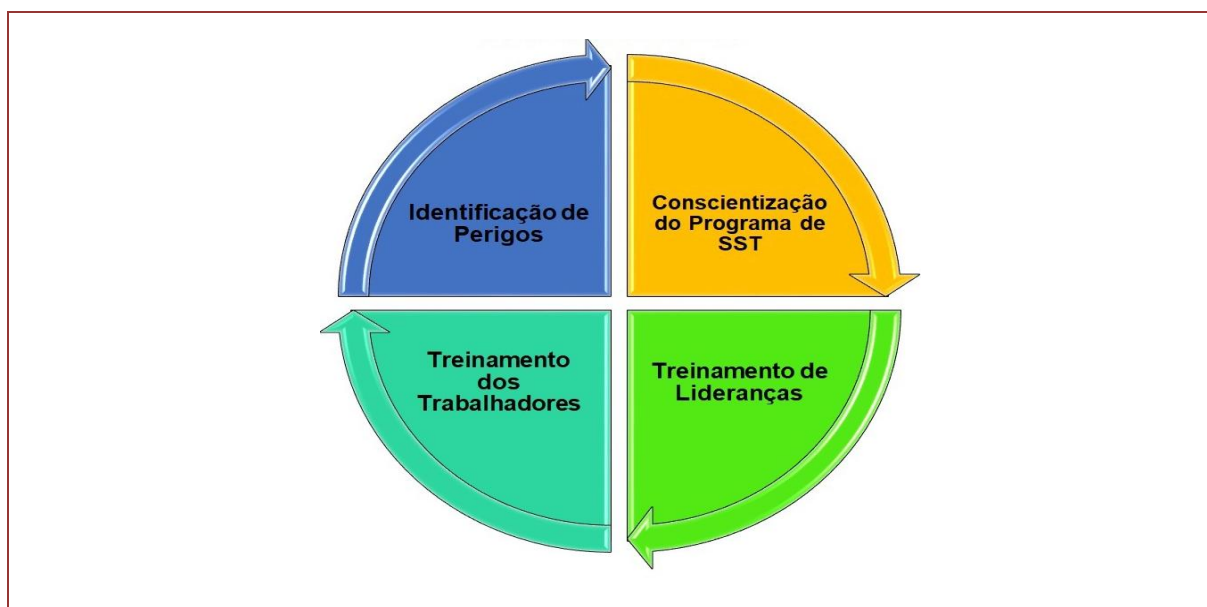 Identificação de
Perigos
Conscientização
do Programa de
SST
Treinamento
dos
Trabalhadores
Treinamento de
Lideranças